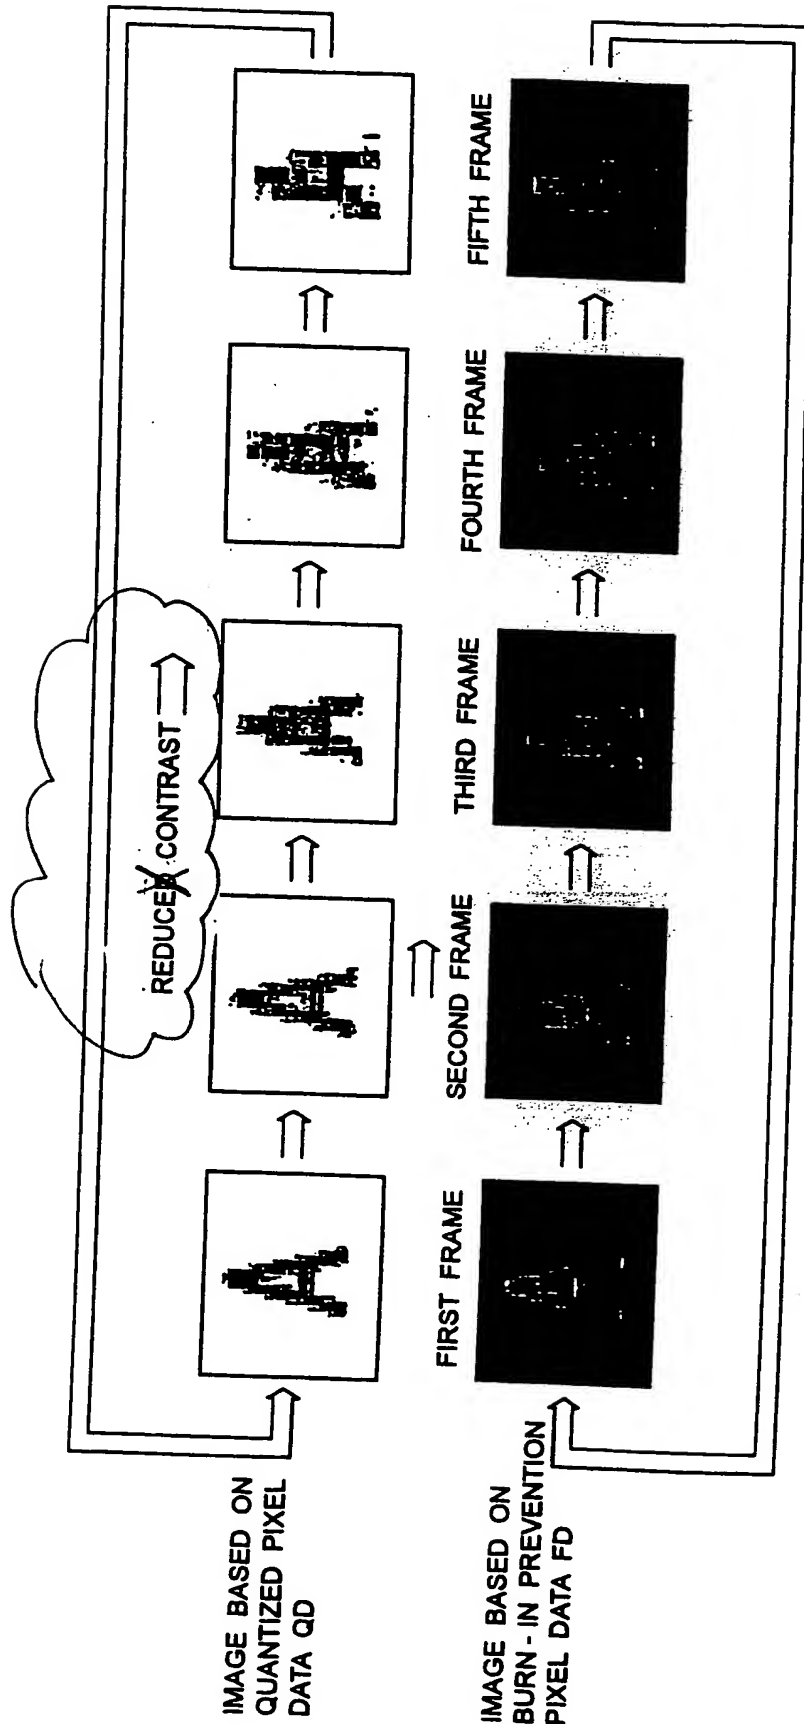 REDUCED CONTRAST
IMAGE BASED ON
QUANTIZED PIXEL
DATA QD
A
FIRST FRAME
SECOND FRAME
THIRD FRAME
FOURTH FRAME
FIFTH FRAME
IMAGE BASED ON
BURN-IN PREVENTION
PIXEL DATA FD